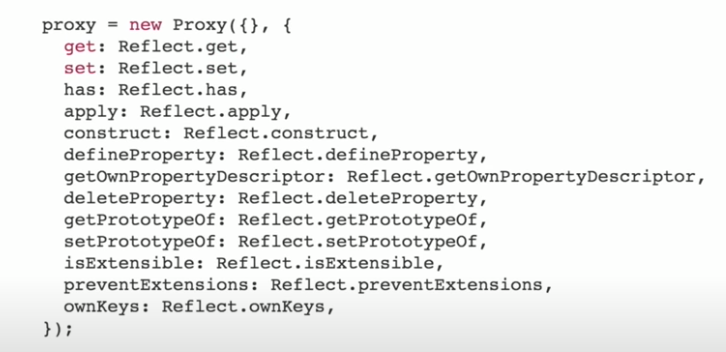 proxy = new Proxy({}, {
  get: Reflect.get,
  set: Reflect.set,
  has: Reflect.has,
  apply: Reflect.apply,
  construct: Reflect.construct,
  defineProperty: Reflect.defineProperty,
  getOwnPropertyDescriptor: Reflect.getOwnPropertyDescriptor,
  deleteProperty: Reflect.deleteProperty,
  getPrototypeOf: Reflect.getPrototypeOf,
  setPrototypeOf: Reflect.setPrototypeOf,
  isExtensible: Reflect.isExtensible,
  preventExtensions: Reflect.preventExtensions,
  ownKeys: Reflect.ownKeys,
});